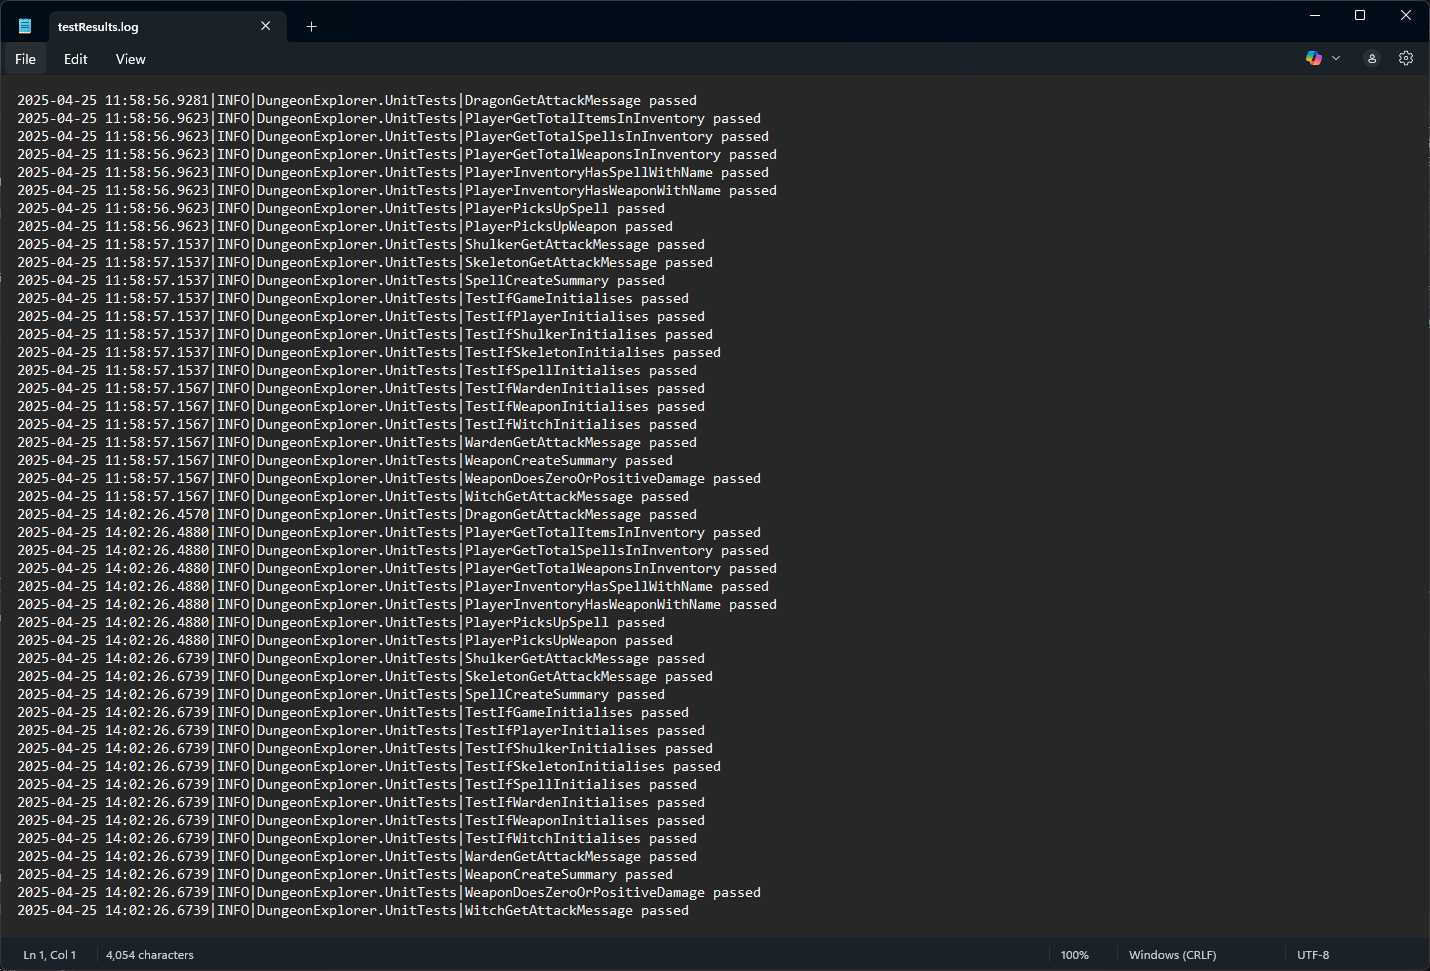 testResults.log
File Edit View
2025-04-25 11:58:56.9281|INFO|DungeonExplorer.UnitTests|DragonGetAttackMessage passed
2025-04-25 11:58:56.9623|INFO|DungeonExplorer.UnitTests|PlayerGetTotalItemsInInventory passed
2025-04-25 11:58:56.9623|INFO|DungeonExplorer.UnitTests|PlayerGetTotalSpellsInInventory passed
2025-04-25 11:58:56.9623|INFO|DungeonExplorer.UnitTests|PlayerGetTotalWeaponsInInventory passed
2025-04-25 11:58:56.9623|INFO|DungeonExplorer.UnitTests|PlayerInventoryHasSpellWithName passed
2025-04-25 11:58:56.9623|INFO|DungeonExplorer.UnitTests|PlayerInventoryHasWeaponWithName passed
2025-04-25 11:58:56.9623|INFO|DungeonExplorer.UnitTests|PlayerPicksUpSpell passed
2025-04-25 11:58:56.9623|INFO|DungeonExplorer.UnitTests|PlayerPicksUpWeapon passed
2025-04-25 11:58:57.1537|INFO|DungeonExplorer.UnitTests|ShulkerGetAttackMessage passed
2025-04-25 11:58:57.1537|INFO|DungeonExplorer.UnitTests|SkeletonGetAttackMessage passed
2025-04-25 11:58:57.1537|INFO|DungeonExplorer.UnitTests|SpellCreateSummary passed
2025-04-25 11:58:57.1537|INFO|DungeonExplorer.UnitTests|TestIfGameInitialises passed
2025-04-25 11:58:57.1537|INFO|DungeonExplorer.UnitTests|TestIfPlayerInitialises passed
2025-04-25 11:58:57.1537|INFO|DungeonExplorer.UnitTests|TestIfShulkerInitialises passed
2025-04-25 11:58:57.1537|INFO|DungeonExplorer.UnitTests|TestIfSkeletonInitialises passed
2025-04-25 11:58:57.1537|INFO|DungeonExplorer.UnitTests|TestIfSpellInitialises passed
2025-04-25 11:58:57.1567|INFO|DungeonExplorer.UnitTests|TestIfWardenInitialises passed
2025-04-25 11:58:57.1567|INFO|DungeonExplorer.UnitTests|TestIfWeaponInitialises passed
2025-04-25 11:58:57.1567|INFO|DungeonExplorer.UnitTests|TestIfWitchInitialises passed
2025-04-25 11:58:57.1567|INFO|DungeonExplorer.UnitTests|WardenGetAttackMessage passed
2025-04-25 11:58:57.1567|INFO|DungeonExplorer.UnitTests|WeaponCreateSummary passed
2025-04-25 11:58:57.1567|INFO|DungeonExplorer.UnitTests|WeaponDoesZeroOrPositiveDamage passed
2025-04-25 11:58:57.1567|INFO|DungeonExplorer.UnitTests|WitchGetAttackMessage passed
2025-04-25 14:02:26.4570|INFO|DungeonExplorer.UnitTests|DragonGetAttackMessage passed
2025-04-25 14:02:26.4880|INFO|DungeonExplorer.UnitTests|PlayerGetTotalItemsInInventory passed
2025-04-25 14:02:26.4880|INFO|DungeonExplorer.UnitTests|PlayerGetTotalSpellsInInventory passed
2025-04-25 14:02:26.4880|INFO|DungeonExplorer.UnitTests|PlayerGetTotalWeaponsInInventory passed
2025-04-25 14:02:26.4880|INFO|DungeonExplorer.UnitTests|PlayerInventoryHasSpellWithName passed
2025-04-25 14:02:26.4880|INFO|DungeonExplorer.UnitTests|PlayerInventoryHasWeaponWithName passed
2025-04-25 14:02:26.4880|INFO|DungeonExplorer.UnitTests|PlayerPicksUpSpell passed
2025-04-25 14:02:26.4880|INFO|DungeonExplorer.UnitTests|PlayerPicksUpWeapon passed
2025-04-25 14:02:26.6739|INFO|DungeonExplorer.UnitTests|ShulkerGetAttackMessage passed
2025-04-25 14:02:26.6739|INFO|DungeonExplorer.UnitTests|SkeletonGetAttackMessage passed
2025-04-25 14:02:26.6739|INFO|DungeonExplorer.UnitTests|SpellCreateSummary passed
2025-04-25 14:02:26.6739|INFO|DungeonExplorer.UnitTests|TestIfGameInitialises passed
2025-04-25 14:02:26.6739|INFO|DungeonExplorer.UnitTests|TestIfPlayerInitialises passed
2025-04-25 14:02:26.6739|INFO|DungeonExplorer.UnitTests|TestIfShulkerInitialises passed
2025-04-25 14:02:26.6739|INFO|DungeonExplorer.UnitTests|TestIfSkeletonInitialises passed
2025-04-25 14:02:26.6739|INFO|DungeonExplorer.UnitTests|TestIfSpellInitialises passed
2025-04-25 14:02:26.6739|INFO|DungeonExplorer.UnitTests|TestIfWardenInitialises passed
2025-04-25 14:02:26.6739|INFO|DungeonExplorer.UnitTests|TestIfWeaponInitialises passed
2025-04-25 14:02:26.6739|INFO|DungeonExplorer.UnitTests|TestIfWitchInitialises passed
2025-04-25 14:02:26.6739|INFO|DungeonExplorer.UnitTests|WardenGetAttackMessage passed
2025-04-25 14:02:26.6739|INFO|DungeonExplorer.UnitTests|WeaponCreateSummary passed
2025-04-25 14:02:26.6739|INFO|DungeonExplorer.UnitTests|WeaponDoesZeroOrPositiveDamage passed
2025-04-25 14:02:26.6739|INFO|DungeonExplorer.UnitTests|WitchGetAttackMessage passed
Ln 1, Col 1 4,054 characters 100% Windows (CRLF) UTF-8